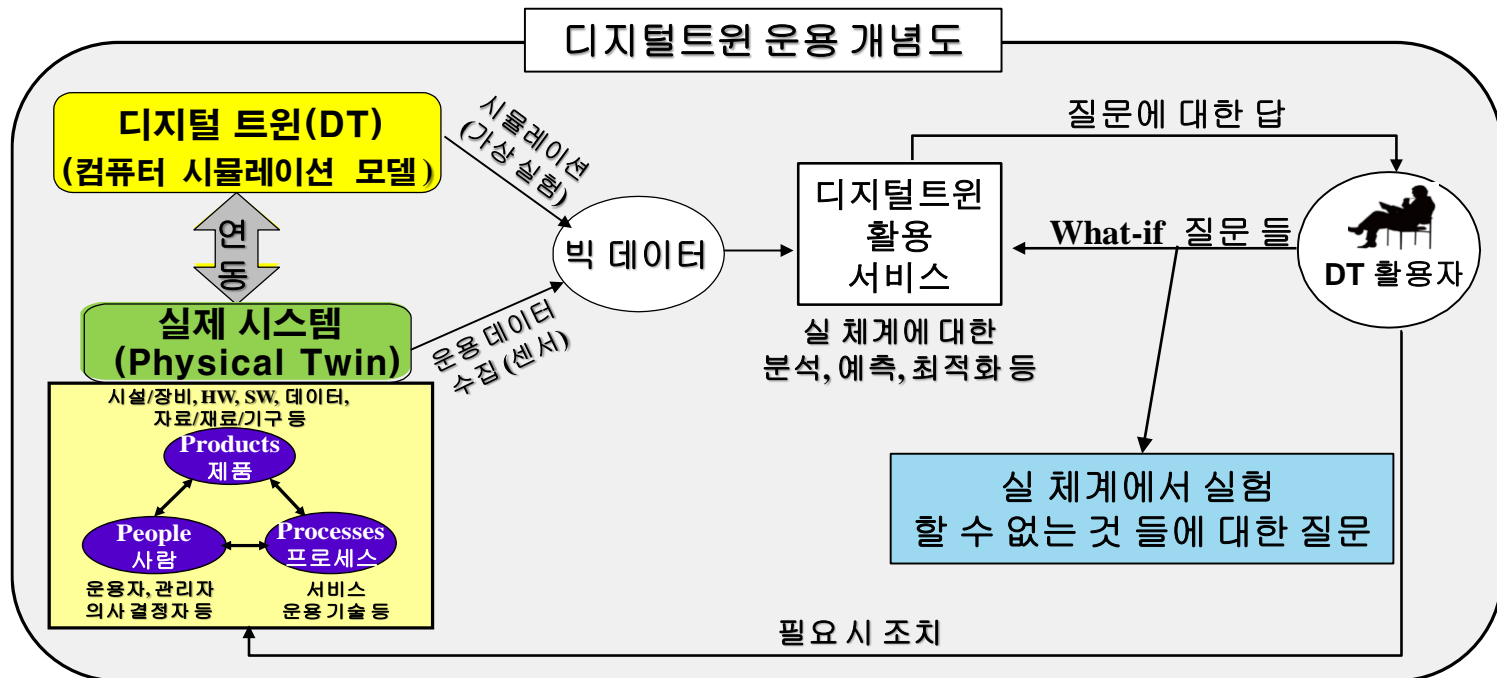 디지털트윈 운용 개념도
디지털 트윈(DT)
(컴퓨터 시뮬레이션 모델)
연
동
실제 시스템
(Physical Twin)
시설/장비, HW, SW, 데이터,
자료/재료/기구 등
Products
제품
People
사람
Processes
프로세스
운용자, 관리자
의사 결정자 등
서비스
운용 기술 등
시뮬레이션
(가상 실험)
운용 데이터
수집 (센서)
빅 데이터
디지털트윈
활용
서비스
실 체계에 대한
분석, 예측, 최적화 등
질문에 대한 답
What-if 질문 들
DT 활용자
실 체계에서 실험
할 수 없는 것 들에 대한 질문
필요 시 조치